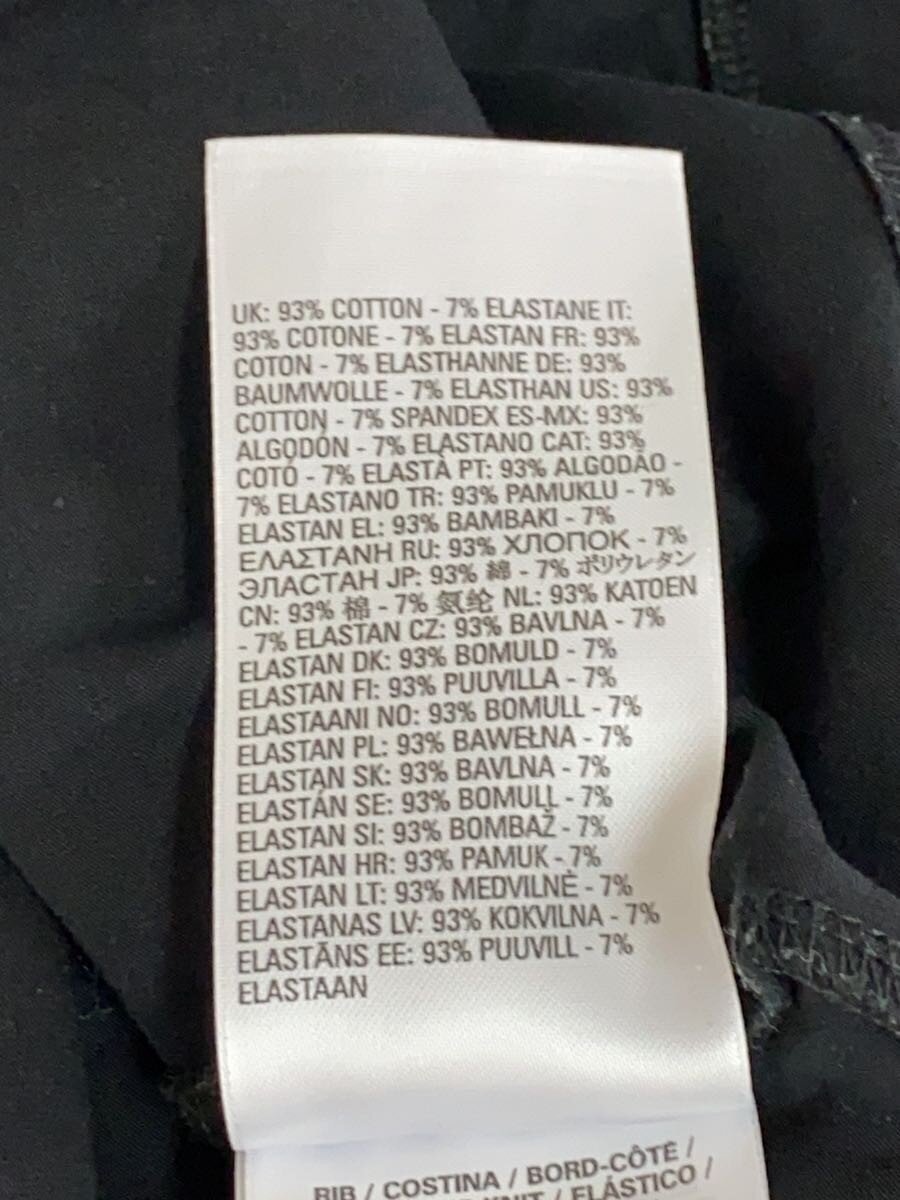 UK: 93% COTTON - 7% ELASTANE IT:
93% COTONE - 7% ELASTAN FR: 93%
COTON - 7% ELASTHANNE DE: 93%
BAUMWOLLE - 7% ELASTHAN US: 93%
COTTON - 7% SPANDEX ES-MX: 93%
ALGODÓN - 7% ELASTANO CAT: 93%
COTÓ - 7% ELASTÀ PT: 93% ALGODÃO -
7% ELASTANO TR: 93% PAMUKLU - 7%
ELASTAN EL: 93% BAMBAKI - 7%
ΕΛΑΣΤΑΝΗ RU: 93% ХЛОПОК - 7%
ЭЛАСТАН JP: 93% 綿 - 7% ポリウレタン
CN: 93% 棉 - 7% 氨纶 NL: 93% KATOEN
- 7% ELASTAN CZ: 93% BAVLNA - 7%
ELASTAN DK: 93% BOMULD - 7%
ELASTAN FI: 93% PUUVILLA - 7%
ELASTAANI NO: 93% BOMULL - 7%
ELASTAN PL: 93% BAWEŁNA - 7%
ELASTAN SK: 93% BAVLNA - 7%
ELASTÁN SE: 93% BOMULL - 7%
ELASTAN SI: 93% BOMBAŽ - 7%
ELASTAN HR: 93% PAMUK - 7%
ELASTAN LT: 93% MEDVILNĖ - 7%
ELASTANAS LV: 93% KOKVILNA - 7%
ELASTĀNS EE: 93% PUUVILL - 7%
ELASTAAN
RIB / COSTINA / BORD-CÔTÉ /
KNIT / ELÁSTICO /